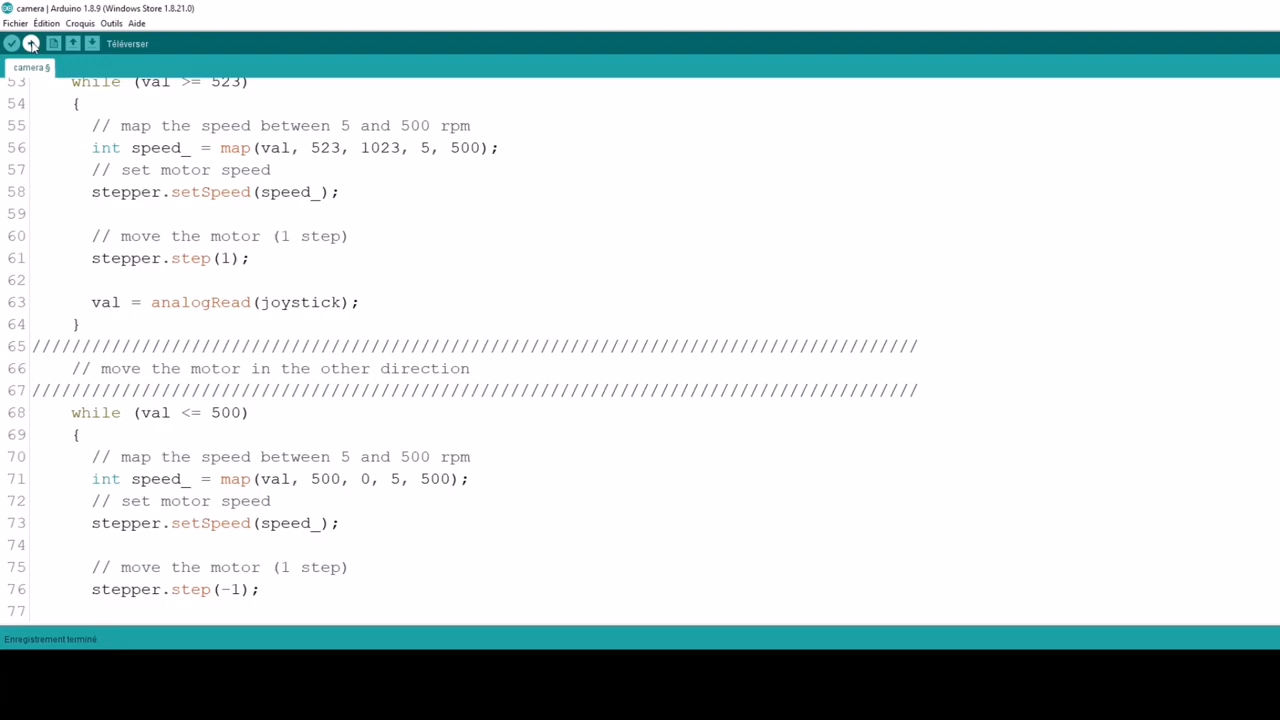 camera | Arduino 1.8.9 (Windows Store 1.8.21.0)
Fichier Édition Croquis Outils Aide
Téléverser
camera §
53 while (val >= 523)
54 {
55 // map the speed between 5 and 500 rpm
56 int speed_ = map(val, 523, 1023, 5, 500);
57 // set motor speed
58 stepper.setSpeed(speed_);
59
60 // move the motor (1 step)
61 stepper.step(1);
62
63 val = analogRead(joystick);
64 }
65 //////////////////////////////////////////////////////////////////////////////////////////
66 // move the motor in the other direction
67 //////////////////////////////////////////////////////////////////////////////////////////
68 while (val <= 500)
69 {
70 // map the speed between 5 and 500 rpm
71 int speed_ = map(val, 500, 0, 5, 500);
72 // set motor speed
73 stepper.setSpeed(speed_);
74
75 // move the motor (1 step)
76 stepper.step(-1);
77
Enregistrement terminé